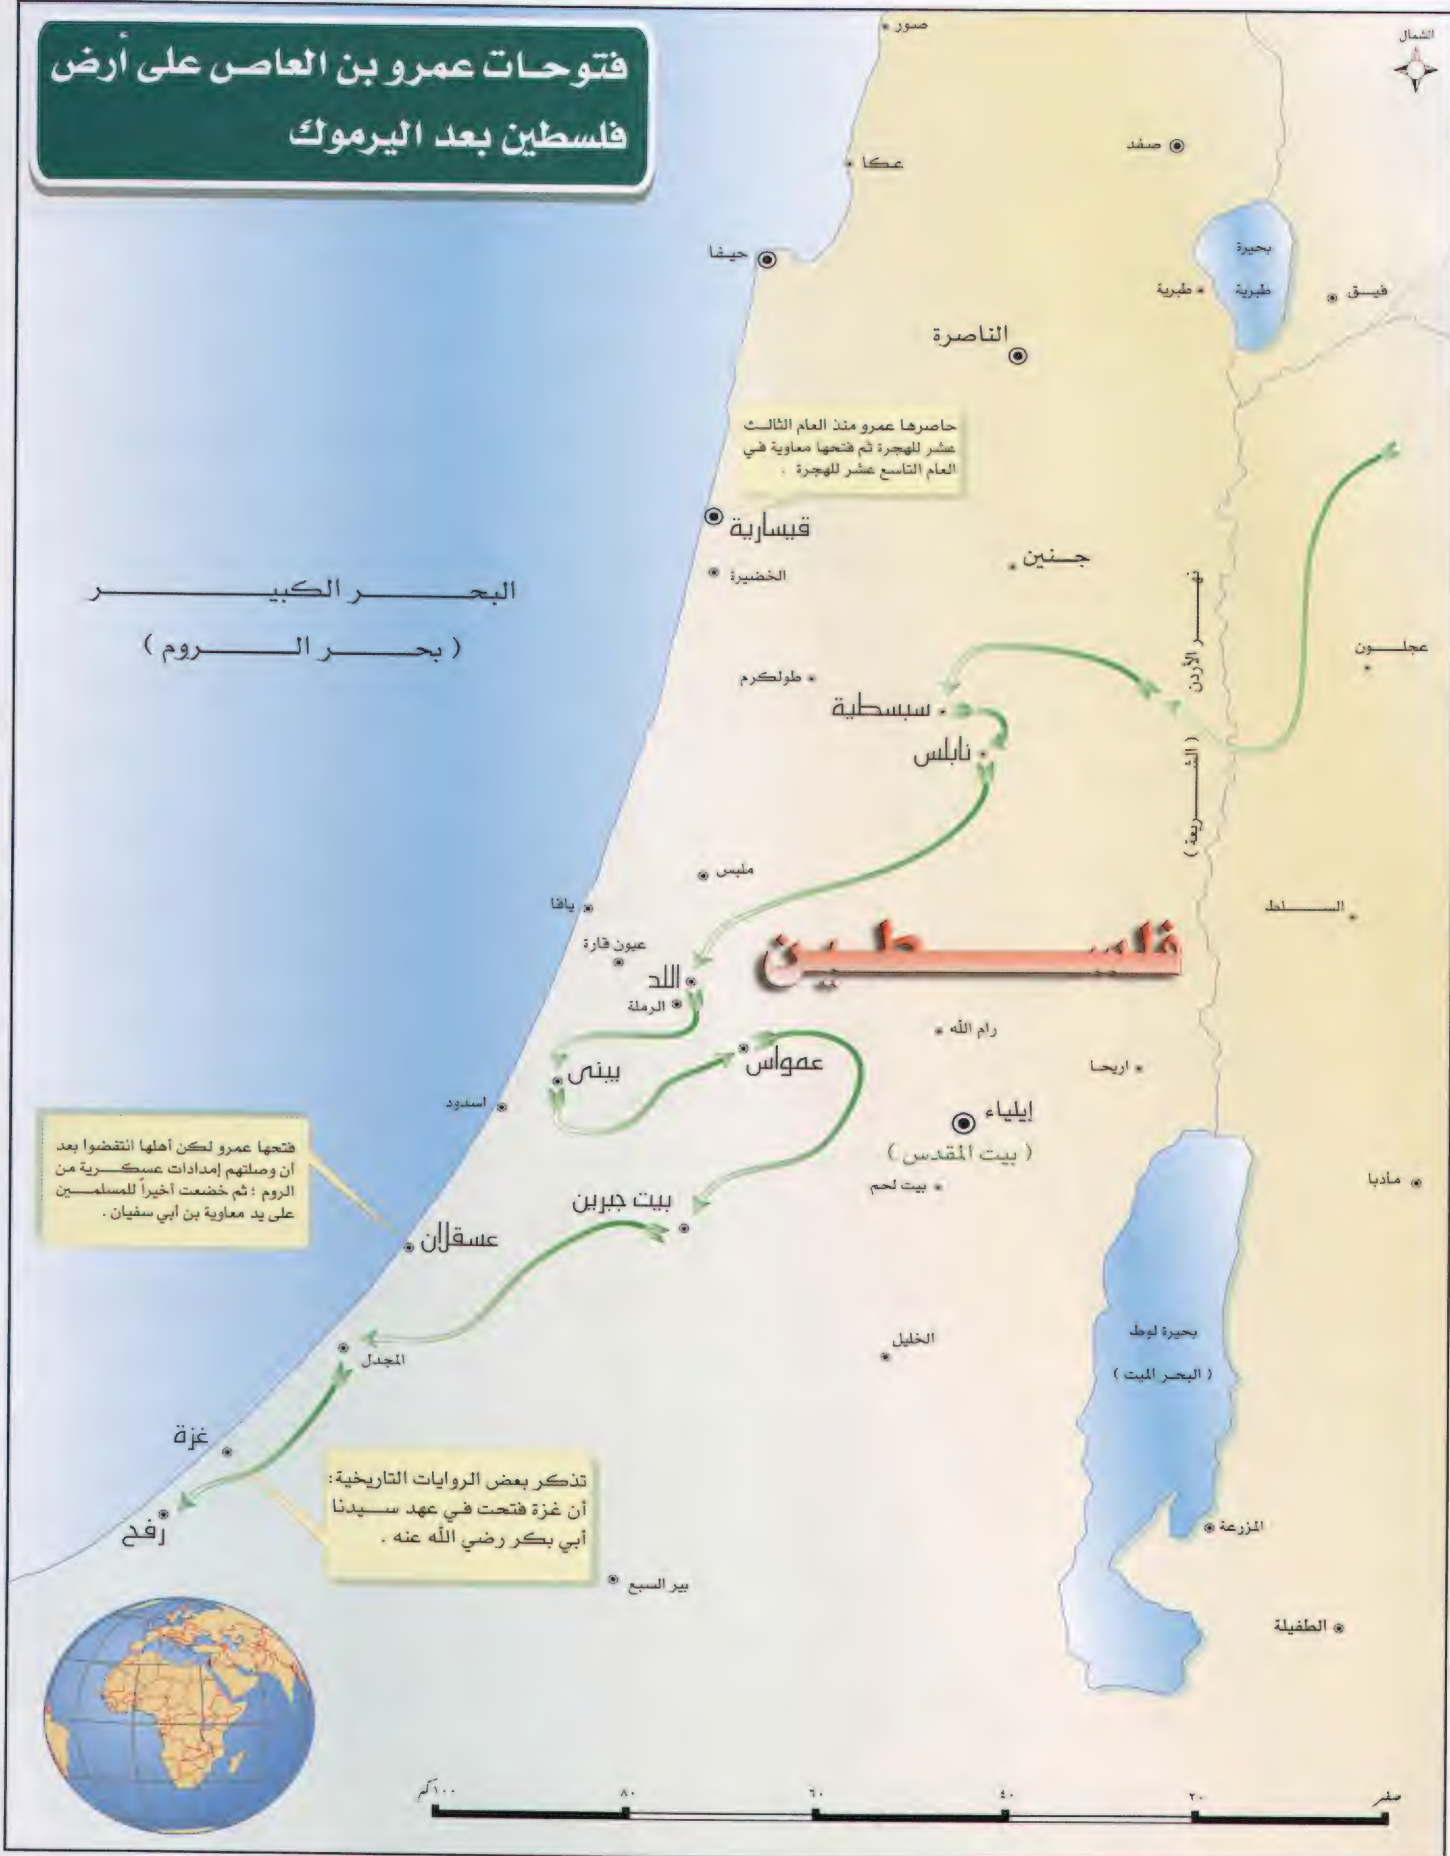 فتوحات عمرو بن العاص على أرض
فلسطين بعد اليرموك
الشمال
صور
صفد
عكا
حيفا
بحيرة
طبرية
طبرية
فيق
الناصرة
حاصرها عمرو منذ العام الثالث
عشر للهجرة ثم فتحها معاوية في
العام التاسع عشر للهجرة .
قيسارية
الخضيرة
جنين
البحر الكبير
( بحر الروم )
نهر الأردن
( الشريعة )
عجلون
طولكرم
سبسطية
نابلس
ملبس
يافا
السلط
عيون قارة
فلسطين
اللد
الرملة
رام الله
عمواس
يبنى
اريحا
اسدود
إيلياء
( بيت المقدس )
بيت لحم
مادبا
فتحها عمرو لكن أهلها انتقضوا بعد
ان وصلتهم إمدادات عسكرية من
الروم ؛ ثم خضعت أخيراً للمسلمين
على يد معاوية بن أبي سفيان .
بيت جبرين
عسقلان
الخليل
بحيرة لوط
( البحر الميت )
المجدل
غزة
تذكر بعض الروايات التاريخية:
أن غزة فتحت في عهد سيدنا
أبي بكر رضي الله عنه .
رفح
المزرعة
بير السبع
الطفيلة
صفر
٢٠
٤٠
٦٠
٨٠
١٠٠كم